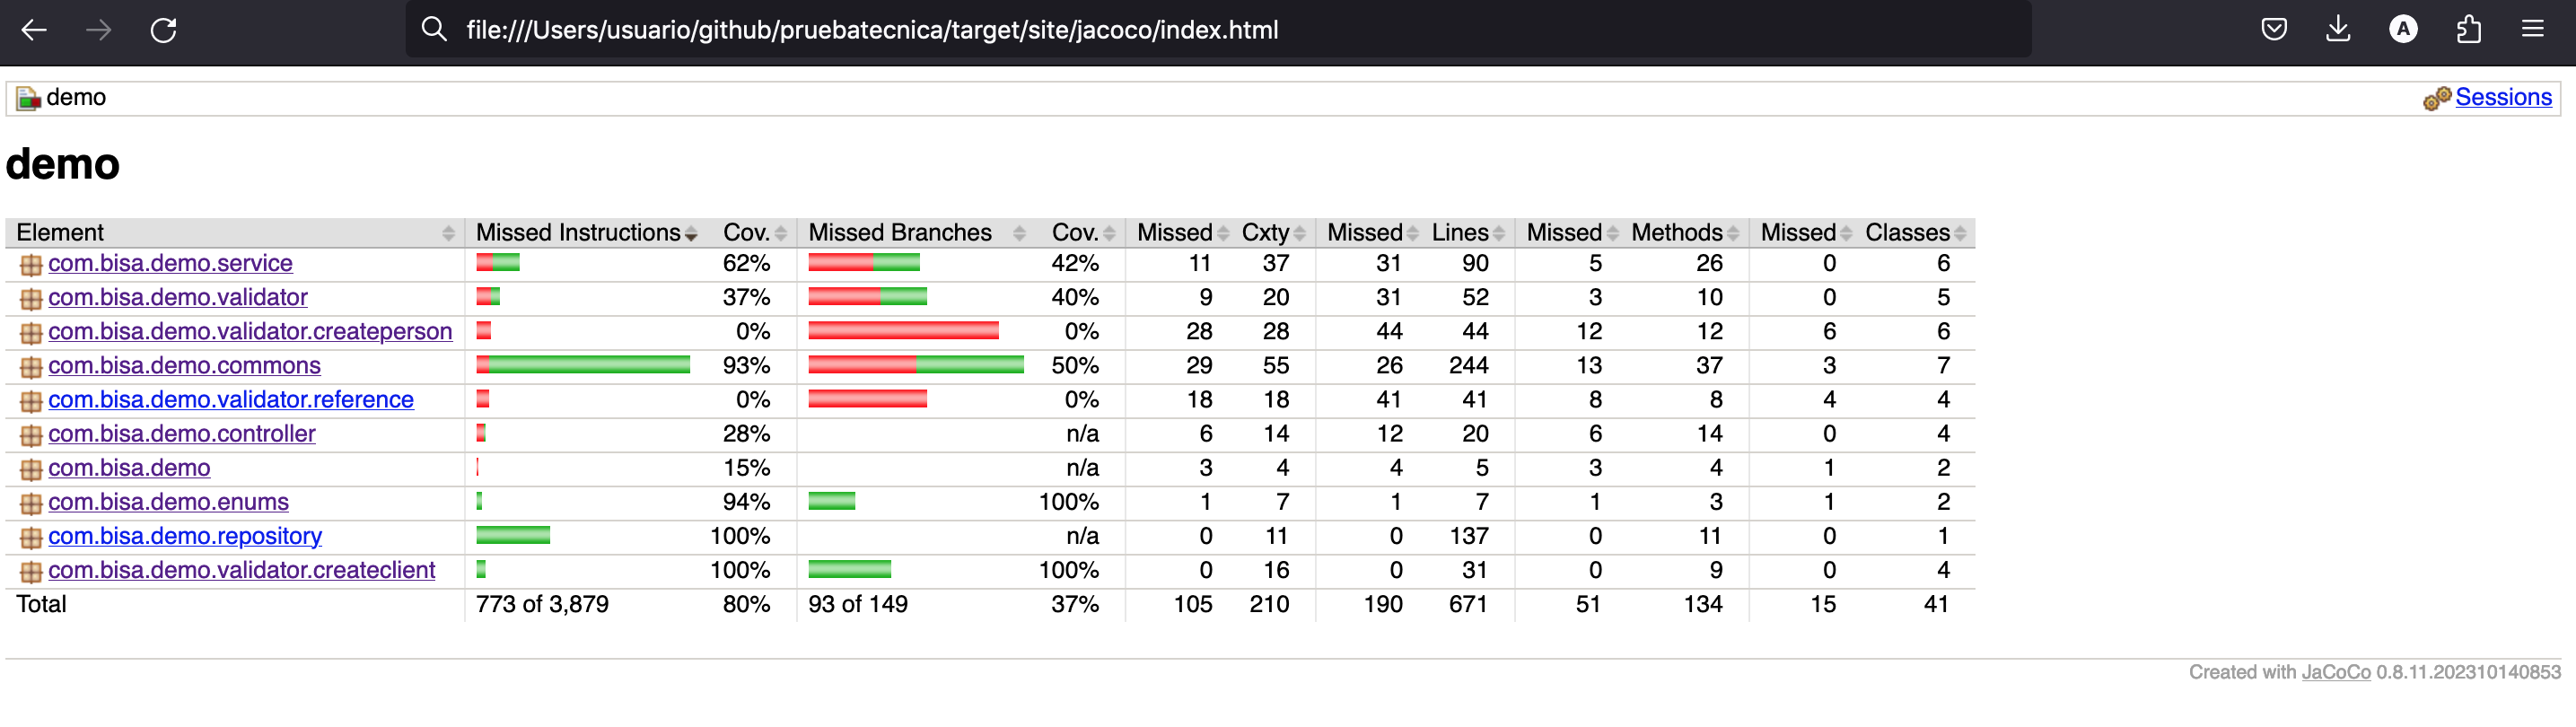 file:///Users/usuario/github/pruebatecnica/target/site/jacoco/index.html
A
demo Sessions
demo
Element Missed Instructions Cov. Missed Branches Cov. Missed Cxty Missed Lines Missed Methods Missed Classes
com.bisa.demo.service 62% 42% 11 37 31 90 5 26 0 6
com.bisa.demo.validator 37% 40% 9 20 31 52 3 10 0 5
com.bisa.demo.validator.createperson 0% 0% 28 28 44 44 12 12 6 6
com.bisa.demo.commons 93% 50% 29 55 26 244 13 37 3 7
com.bisa.demo.validator.reference 0% 0% 18 18 41 41 8 8 4 4
com.bisa.demo.controller 28% n/a 6 14 12 20 6 14 0 4
com.bisa.demo 15% n/a 3 4 4 5 3 4 1 2
com.bisa.demo.enums 94% 100% 1 7 1 7 1 3 1 2
com.bisa.demo.repository 100% n/a 0 11 0 137 0 11 0 1
com.bisa.demo.validator.createclient 100% 100% 0 16 0 31 0 9 0 4
Total 773 of 3,879 80% 93 of 149 37% 105 210 190 671 51 134 15 41
Created with JaCoCo 0.8.11.202310140853